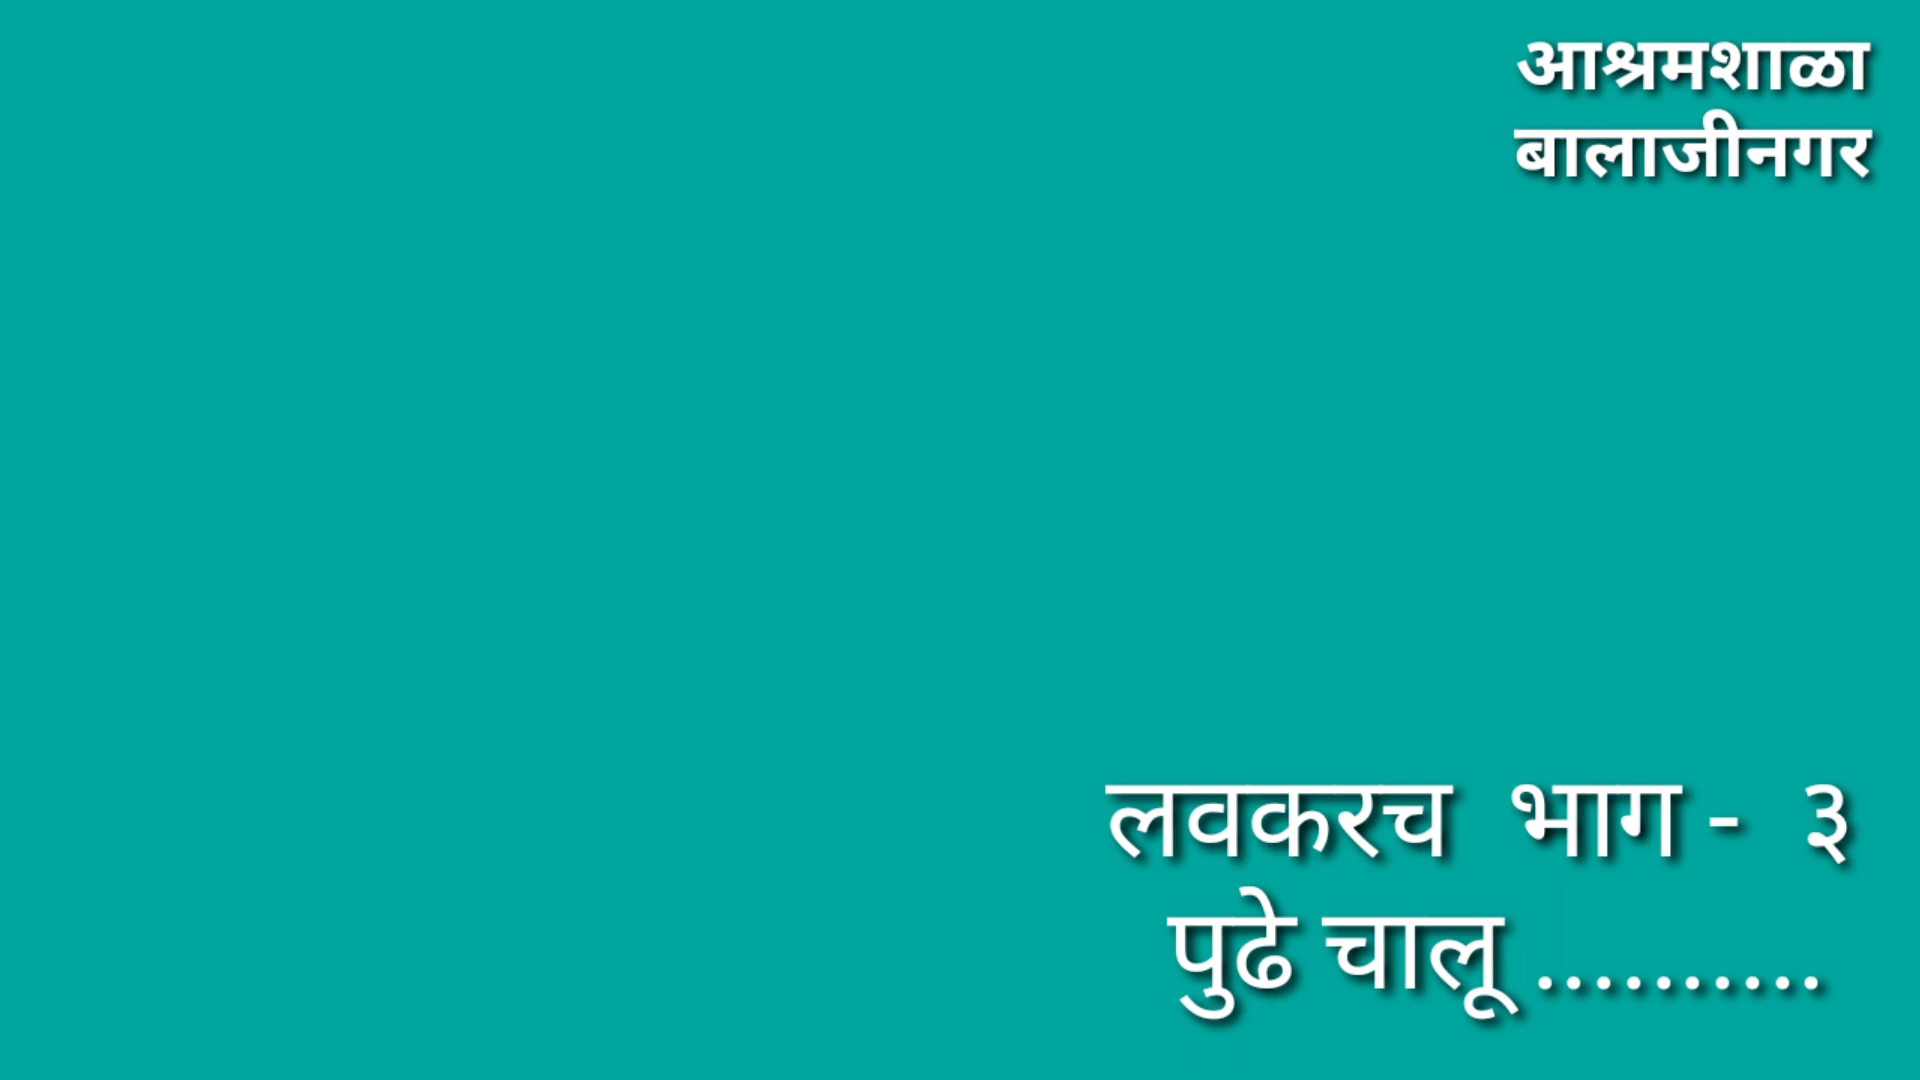 आश्रमशाळा
बालाजीनगर
लवकरच भाग - ३
पुढे चालू ..........